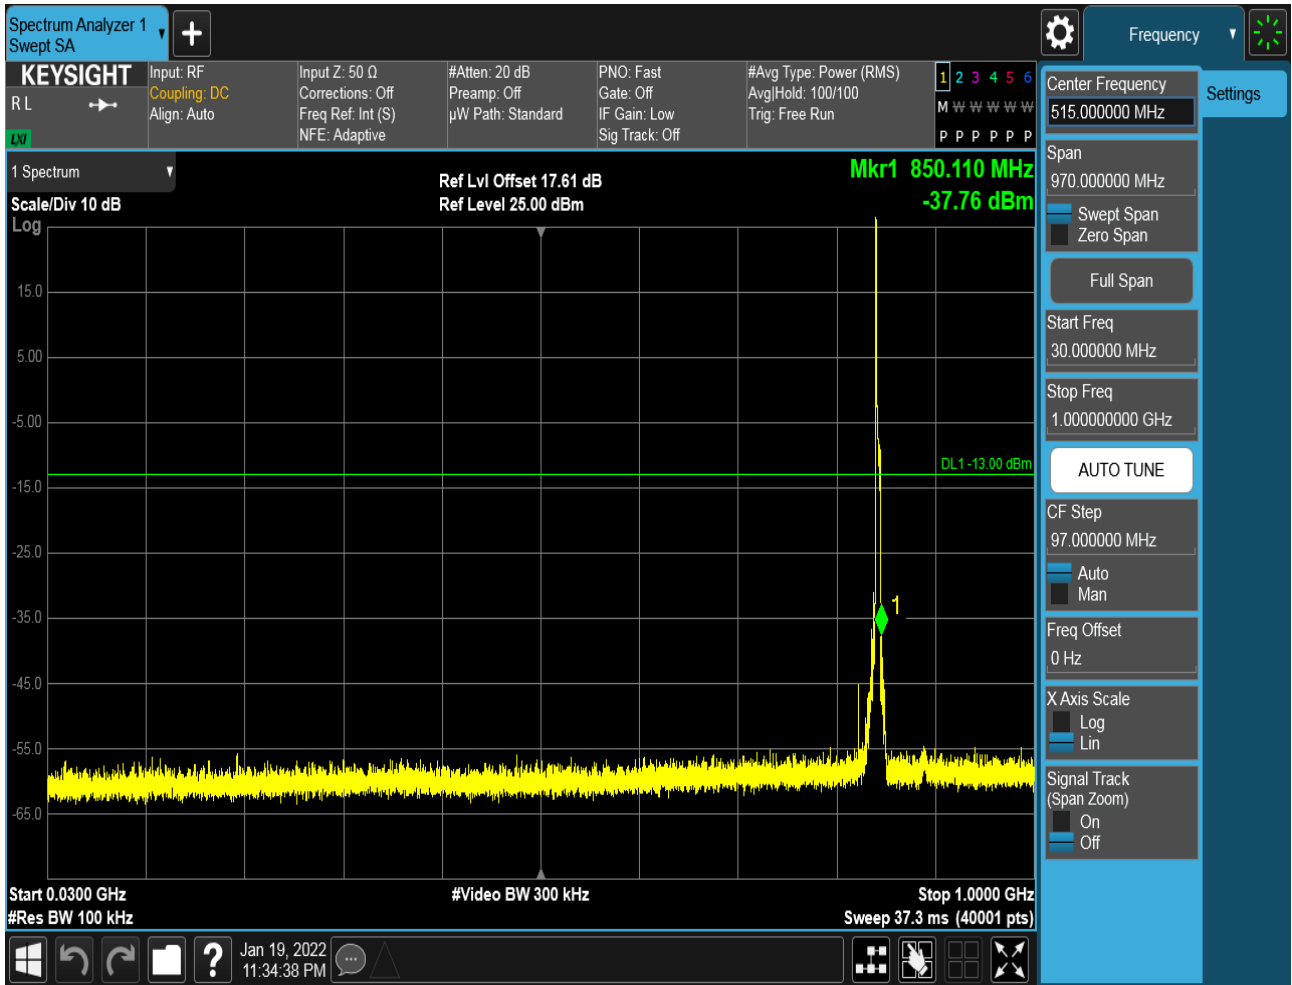 Spectrum Analyzer 1
Swept SA
Frequency
KEYSIGHT
R L
LXI
Input: RF
Coupling: DC
Align: Auto
Input Z: 50 Ω
Corrections: Off
Freq Ref: Int (S)
NFE: Adaptive
#Atten: 20 dB
Preamp: Off
µW Path: Standard
PNO: Fast
Gate: Off
IF Gain: Low
Sig Track: Off
#Avg Type: Power (RMS)
Avg|Hold: 100/100
Trig: Free Run
1 2 3 4 5 6
M W W W W W
P P P P P P
Center Frequency
515.000000 MHz
Settings
1 Spectrum
Scale/Div 10 dB
Log
Ref Lvl Offset 17.61 dB
Ref Level 25.00 dBm
Mkr1 850.110 MHz
-37.76 dBm
15.0
5.00
-5.00
-15.0
-25.0
-35.0
-45.0
-55.0
-65.0
DL1 -13.00 dBm
1
Start 0.0300 GHz
#Video BW 300 kHz
Stop 1.0000 GHz
#Res BW 100 kHz
Sweep 37.3 ms (40001 pts)
Span
970.000000 MHz
Swept Span
Zero Span
Full Span
Start Freq
30.000000 MHz
Stop Freq
1.000000000 GHz
AUTO TUNE
CF Step
97.000000 MHz
Auto
Man
Freq Offset
0 Hz
X Axis Scale
Log
Lin
Signal Track
(Span Zoom)
On
Off
?
Jan 19, 2022
11:34:38 PM